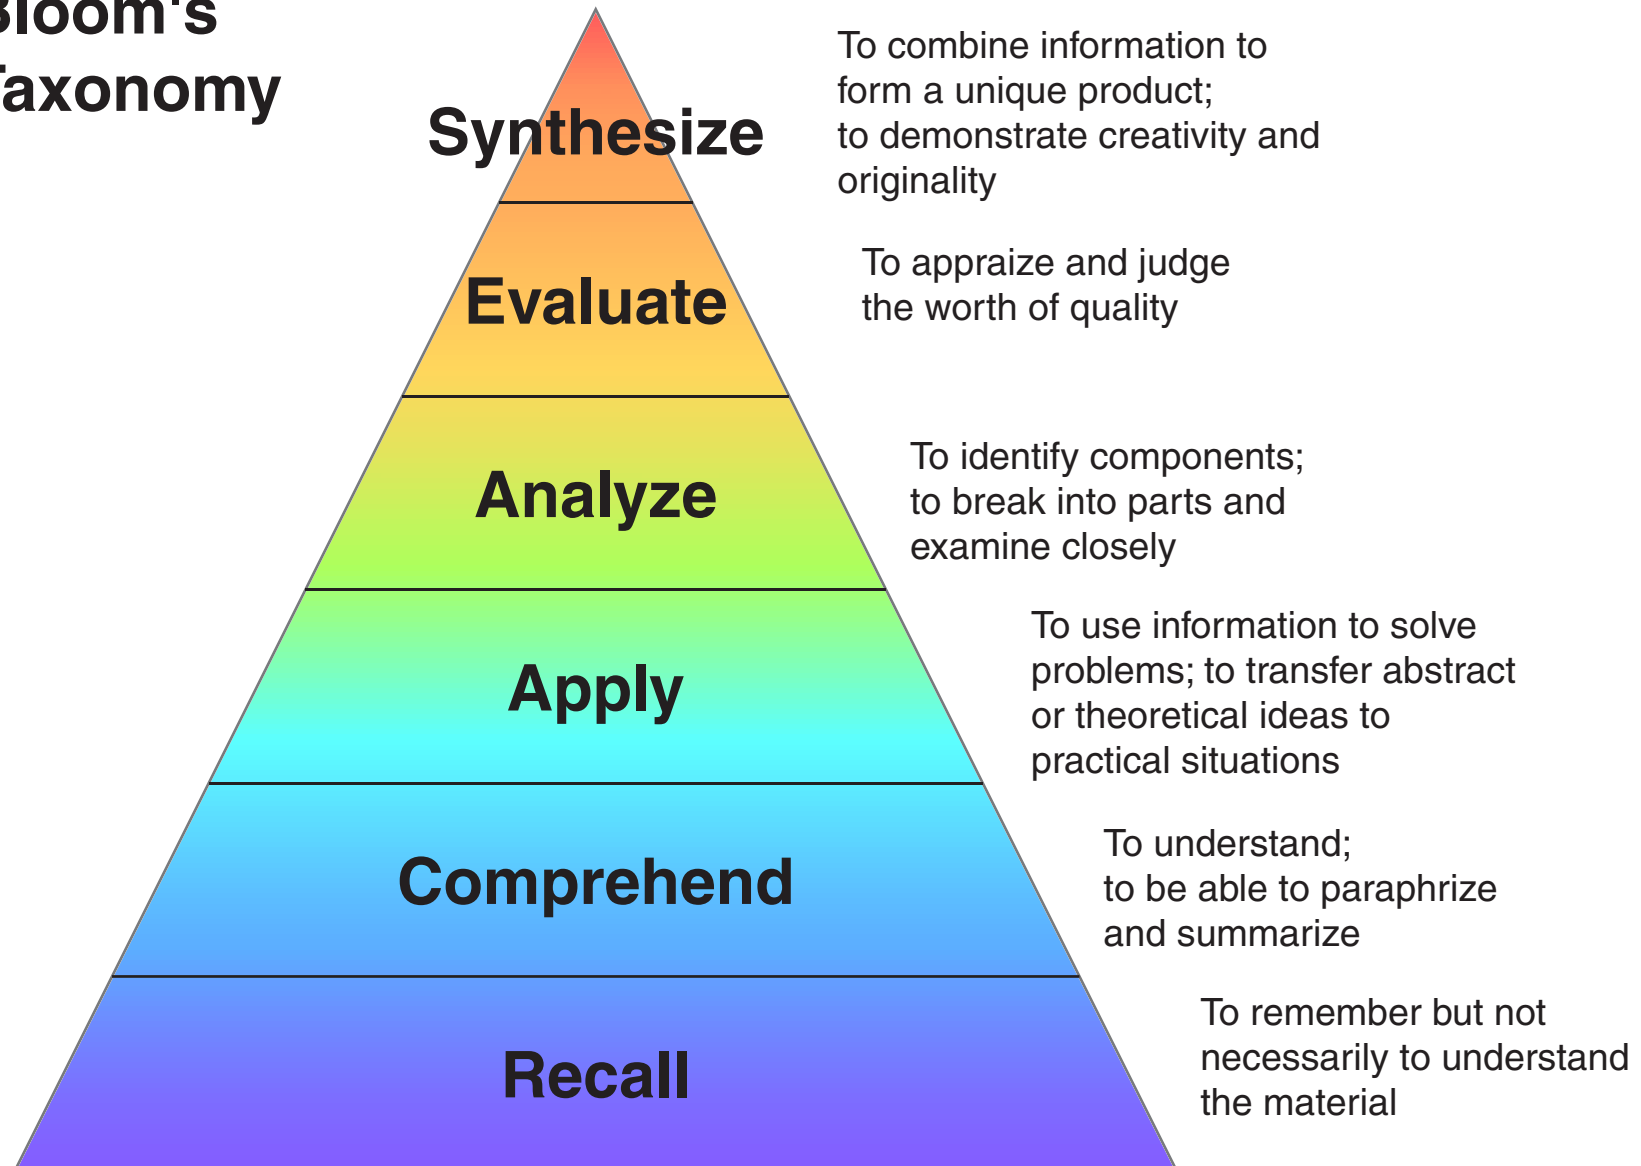 Bloom's
Taxonomy
Synthesize
To combine information to
form a unique product;
to demonstrate creativity and
originality
Evaluate
To appraize and judge
the worth of quality
Analyze
To identify components;
to break into parts and
examine closely
Apply
To use information to solve
problems; to transfer abstract
or theoretical ideas to
practical situations
Comprehend
To understand;
to be able to paraphrize
and summarize
Recall
To remember but not
necessarily to understand
the material